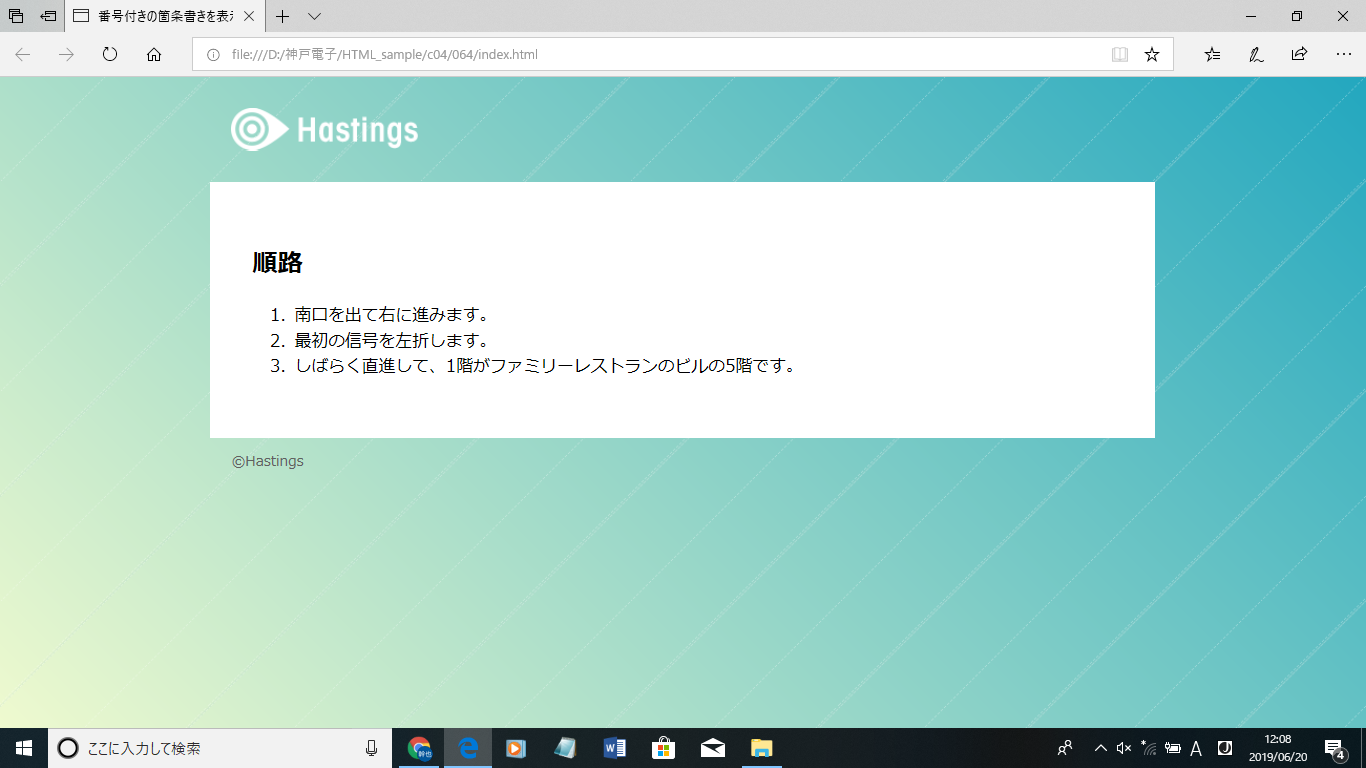 番号付きの箇条書きを表示
file:///D:/神戸電子/HTML_sample/c04/064/index.html
Hastings
順路
1. 南口を出て右に進みます。
2. 最初の信号を左折します。
3. しばらく直進して、1階がファミリーレストランのビルの5階です。
©Hastings
ここに入力して検索
A
12:08
2019/06/20
4